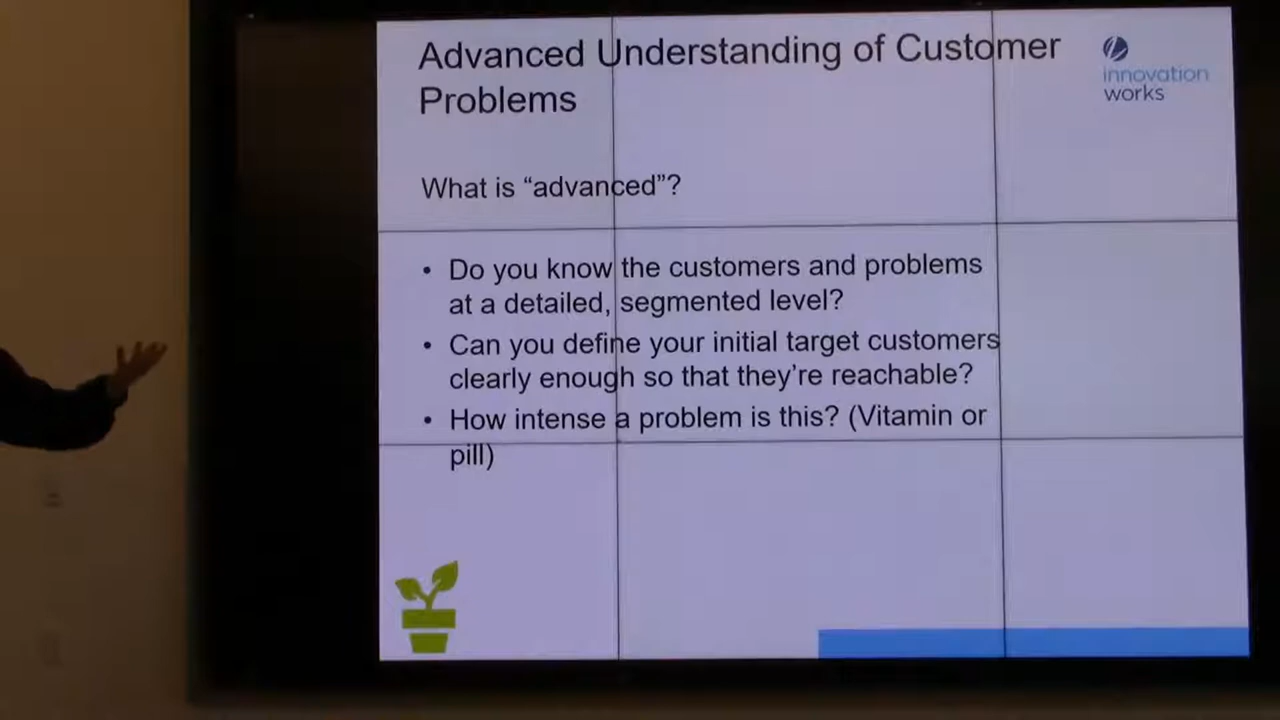 Advanced Understanding of Customer
Problems
innovation
works
What is “advanced”?
• Do you know the customers and problems
at a detailed, segmented level?
• Can you define your initial target customers
clearly enough so that they’re reachable?
• How intense a problem is this? (Vitamin or
pill)